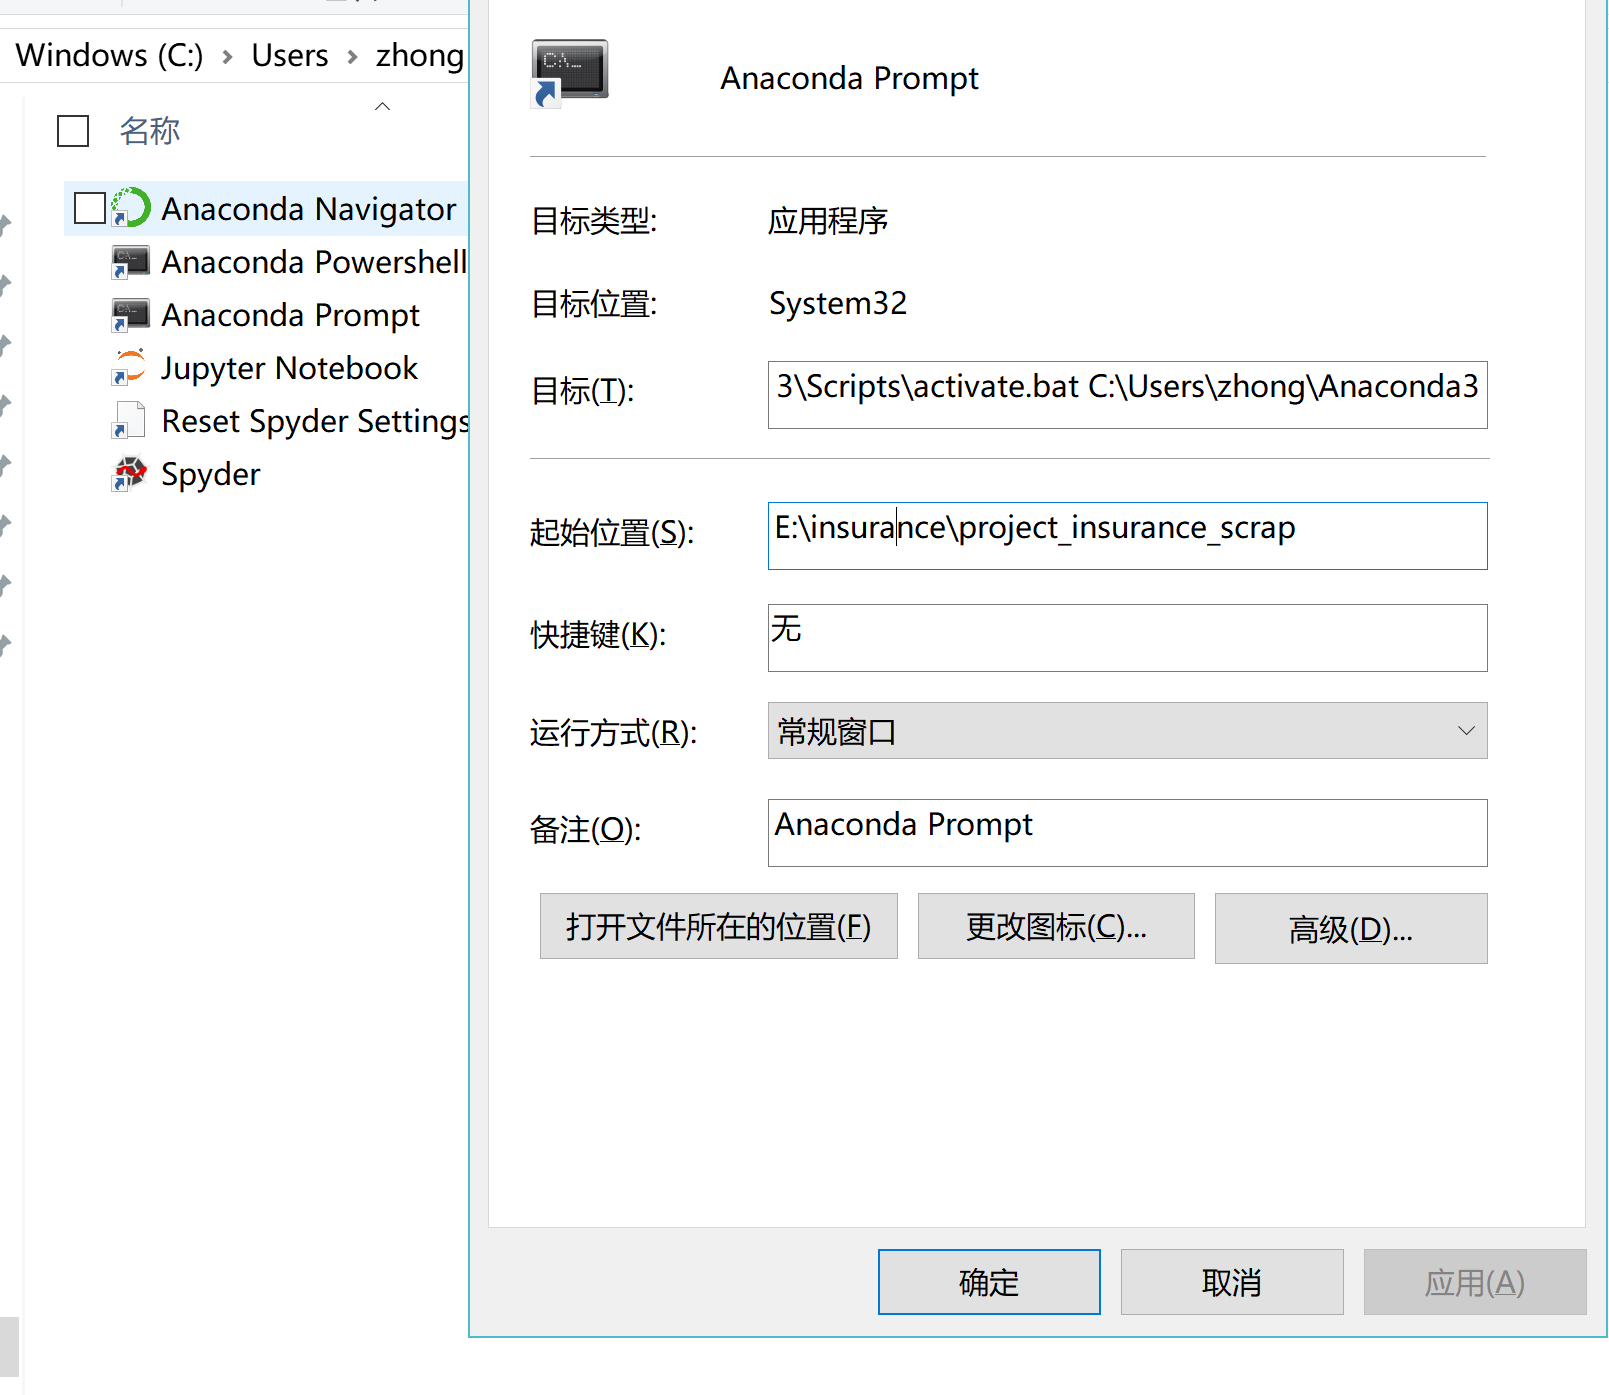 Windows (C:) › Users › zhong
名称
Anaconda Navigator
Anaconda Powershell
Anaconda Prompt
Jupyter Notebook
Reset Spyder Settings
Spyder
C:\_
Anaconda Prompt
目标类型: 应用程序
目标位置: System32
目标(T): 3\Scripts\activate.bat C:\Users\zhong\Anaconda3
起始位置(S): E:\insurance\project_insurance_scrap
快捷键(K): 无
运行方式(R): 常规窗口
备注(O): Anaconda Prompt
打开文件所在的位置(F) 更改图标(C)... 高级(D)...
确定 取消 应用(A)